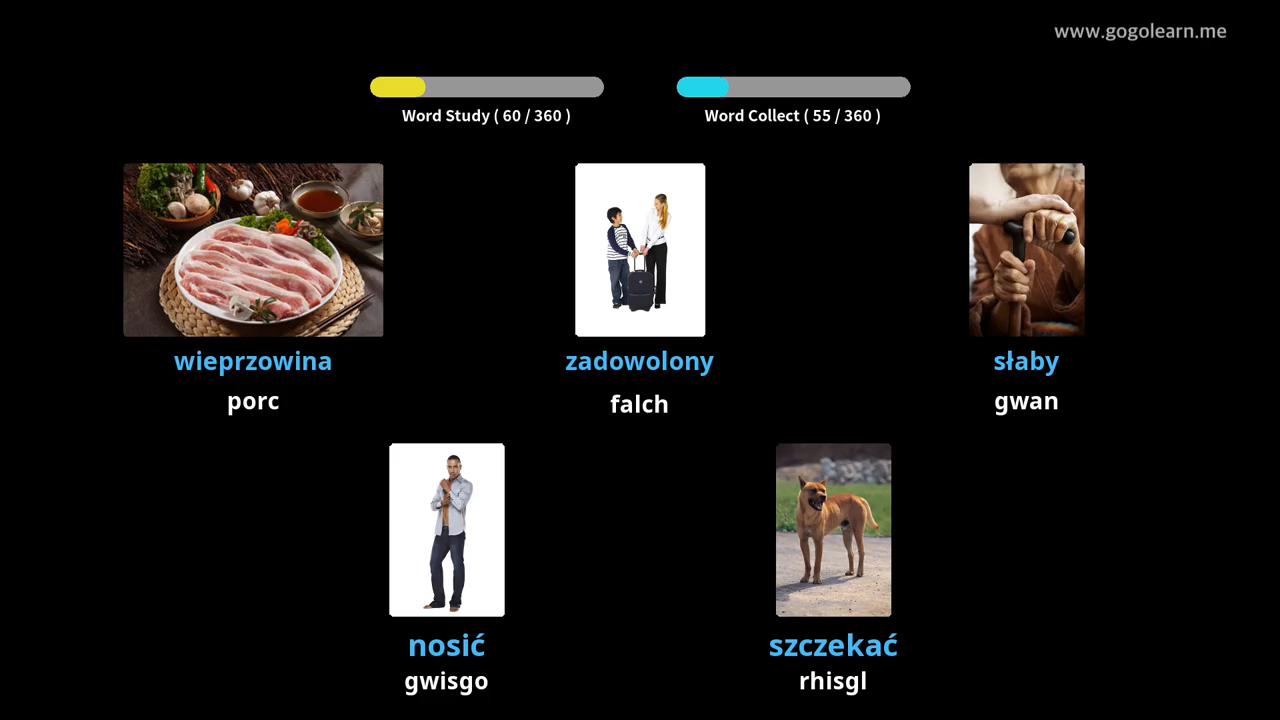 www.gogolearn.me
Word Study ( 60 / 360 )
Word Collect ( 55 / 360 )
wieprzowina
porc
zadowolony
falch
słaby
gwan
nosić
gwisgo
szczekać
rhisgl